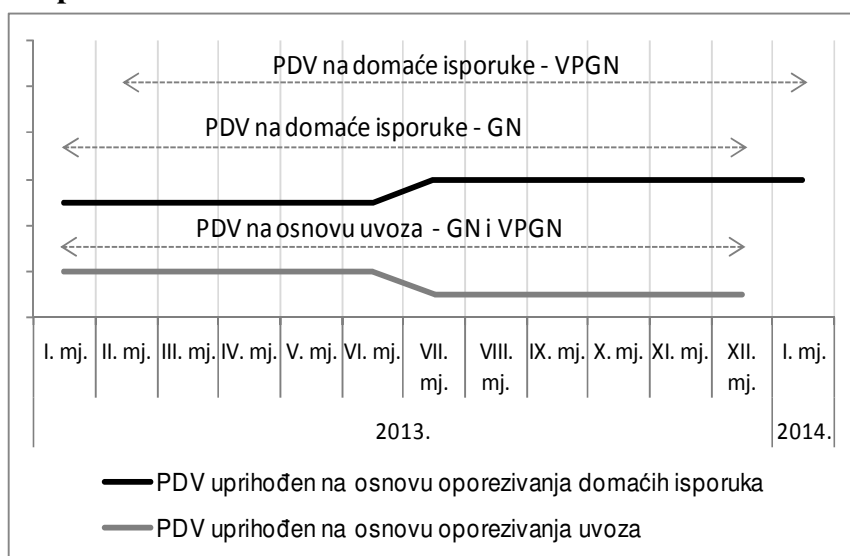 PDV na domaće isporuke - VPGN
PDV na domaće isporuke - GN
PDV na osnovu uvoza - GN i VPGN
I. mj. II. mj. III. mj. IV. mj. V. mj. VI. mj. VII. mj. VIII. mj. IX. mj. X. mj. XI. mj. XII. mj. I. mj.
2013. 2014.
PDV uprihođen na osnovu oporezivanja domaćih isporuka
PDV uprihođen na osnovu oporezivanja uvoza